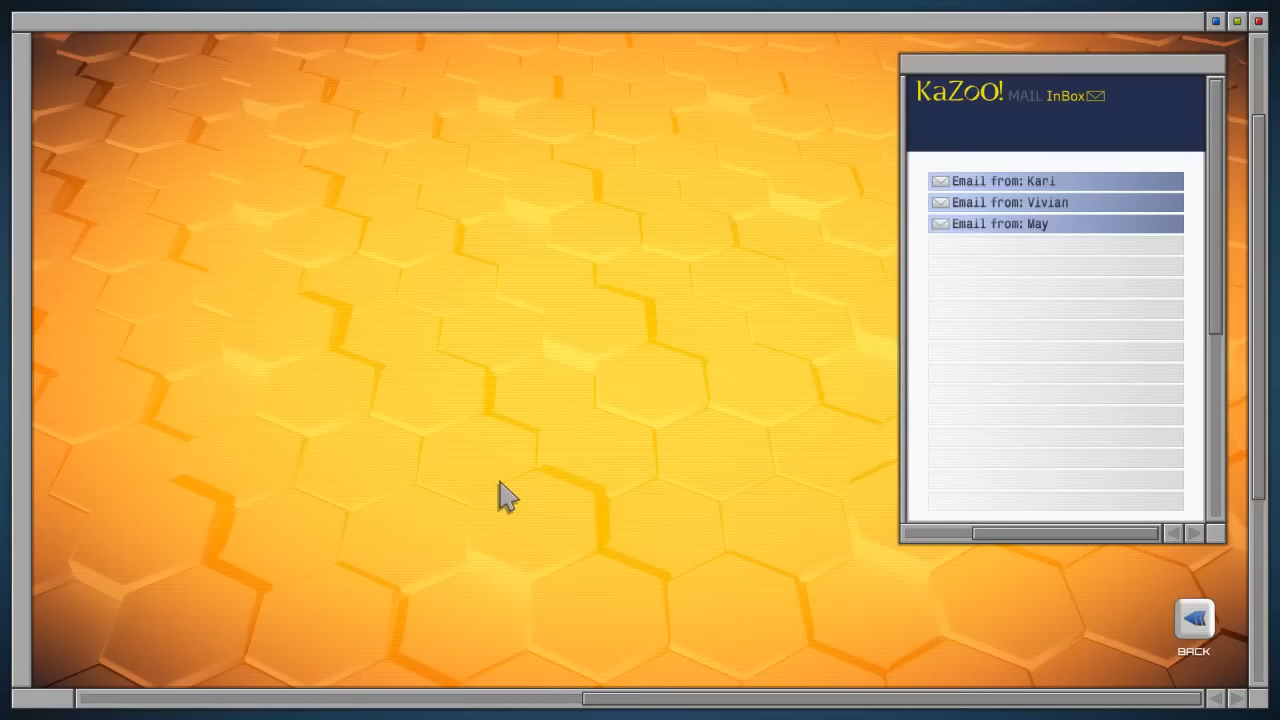 KaZoo! MAIL InBox
Email from: Kari
Email from: Vivian
Email from: May
BACK